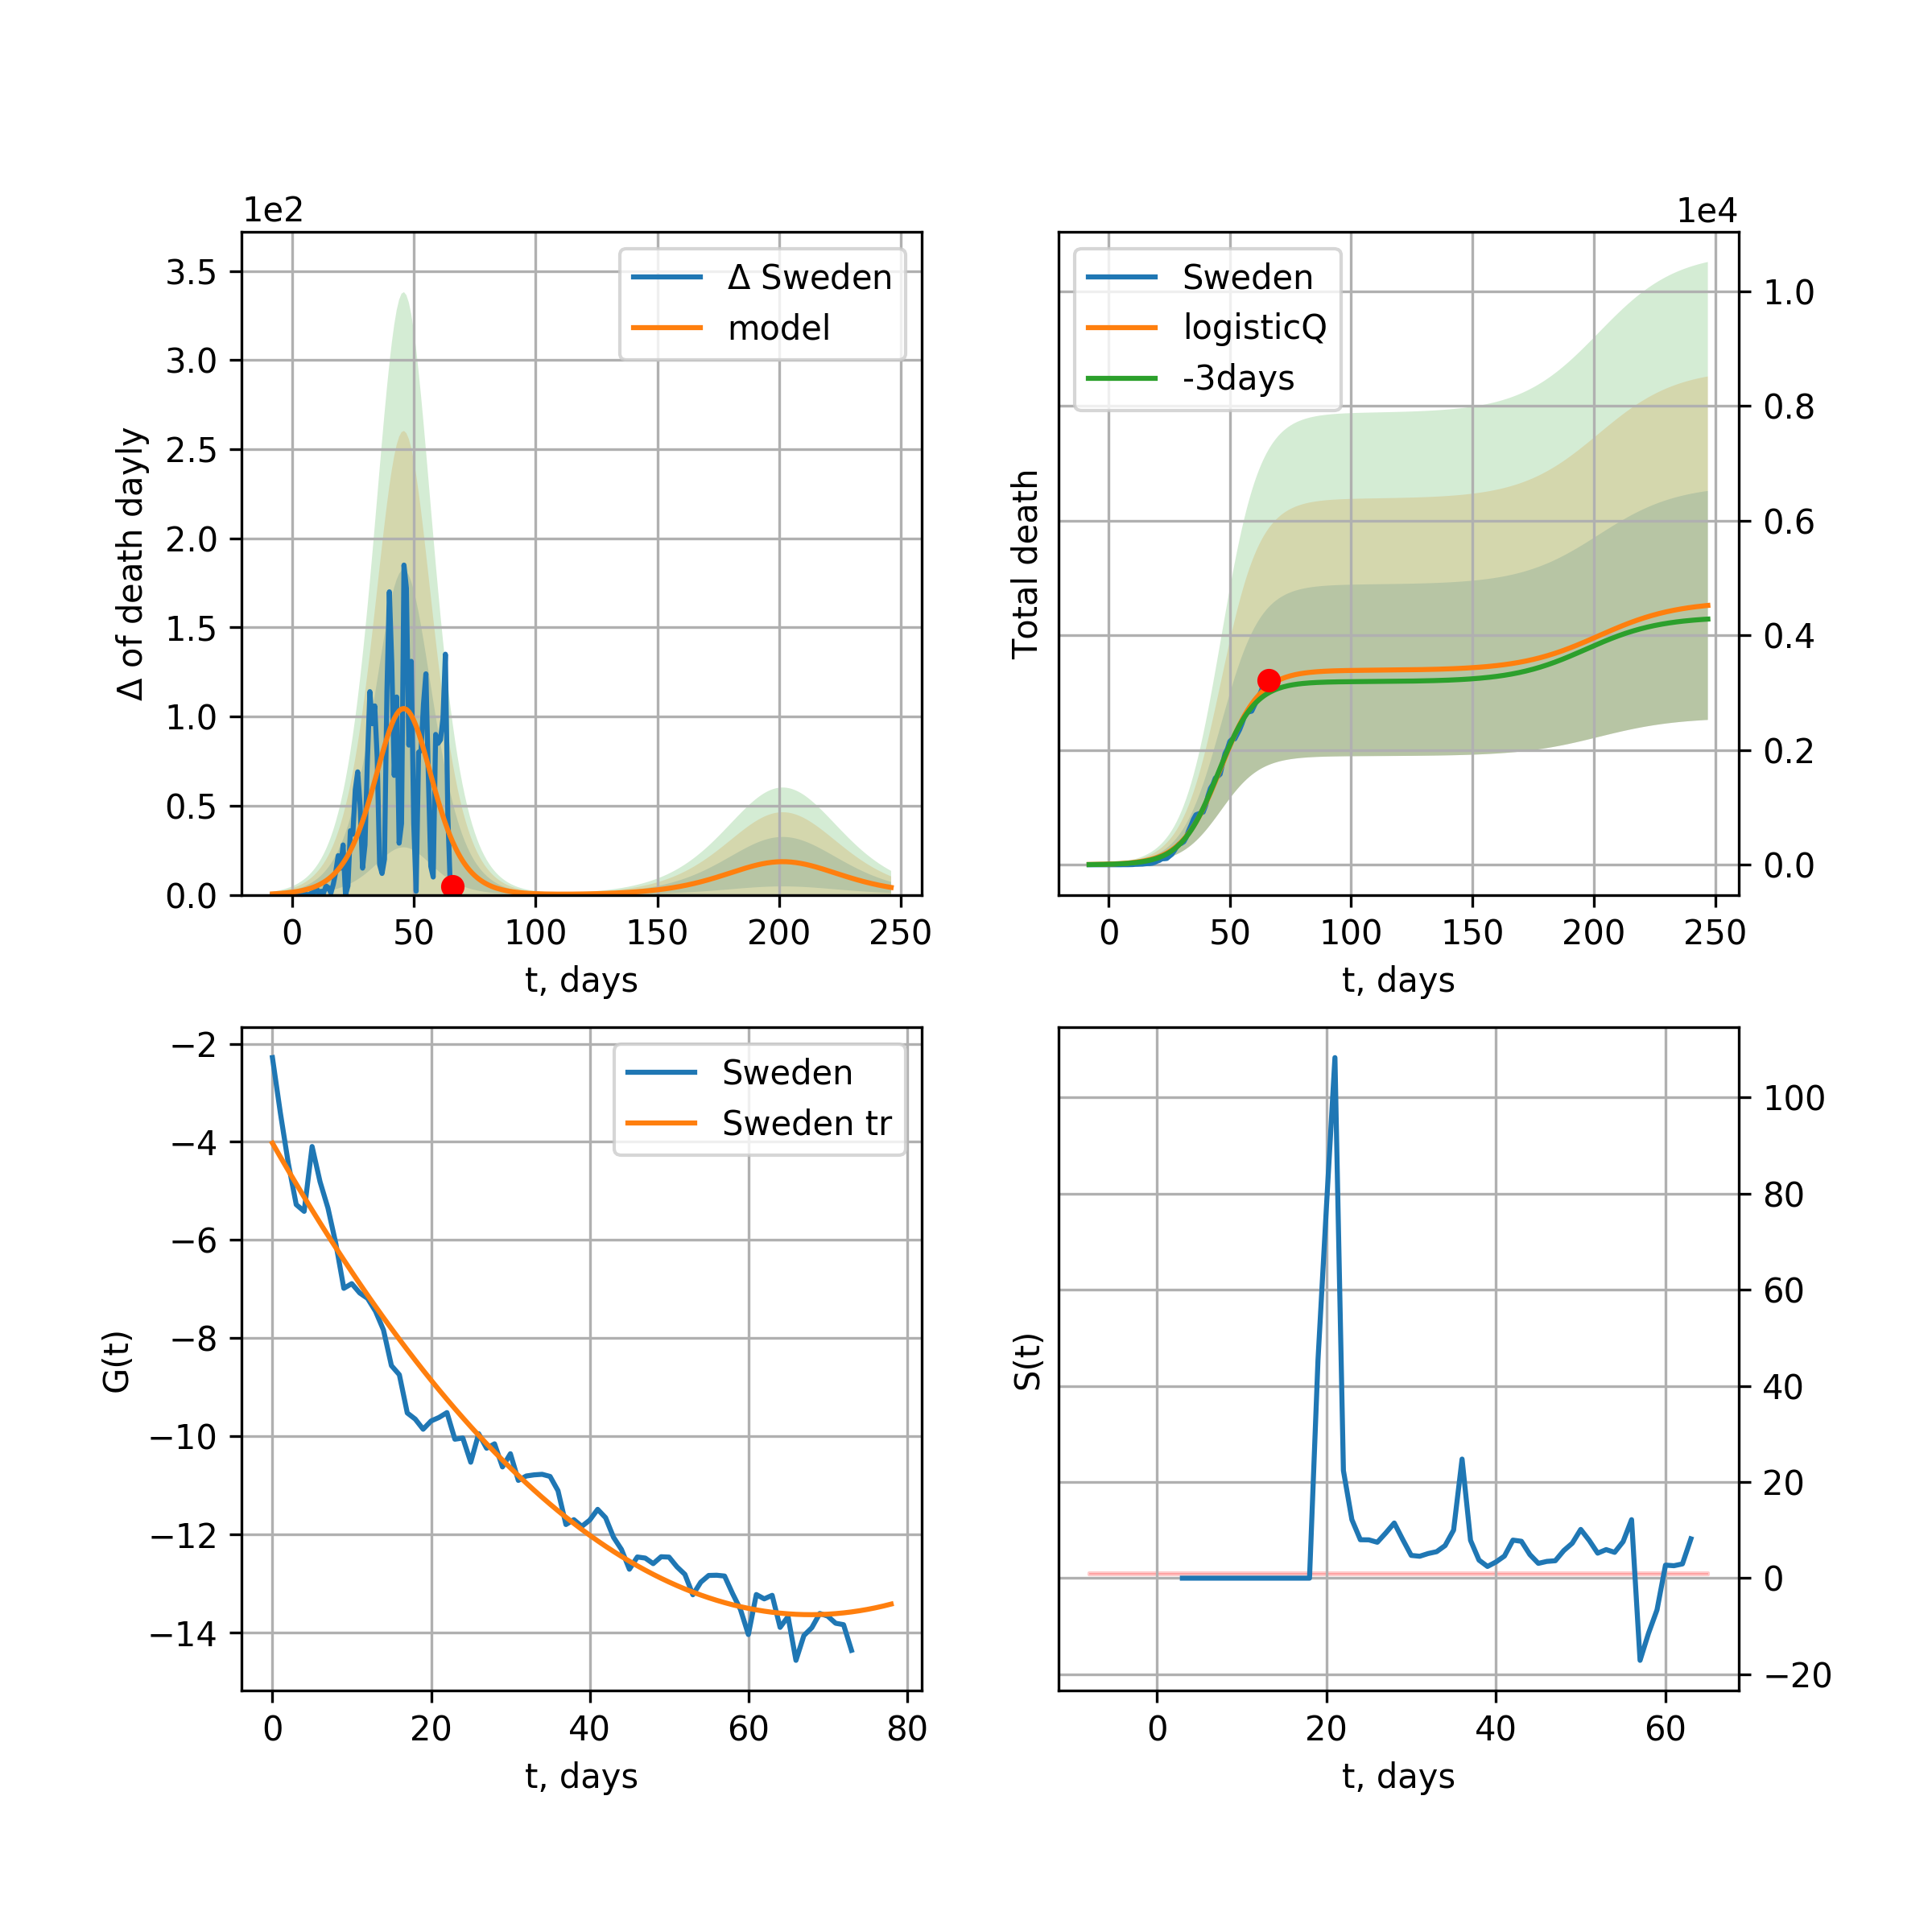 1e2
3.5
3.0
2.5
2.0
1.5
1.0
0.5
0.0
Δ of death dayly
Δ Sweden
model
0 50 100 150 200 250
t, days
1e4
Sweden
logisticQ
-3days
Total death
1.0
0.8
0.6
0.4
0.2
0.0
0 50 100 150 200 250
t, days
−2
−4
−6
−8
−10
−12
−14
G(t)
Sweden
Sweden tr
0 20 40 60 80
t, days
S(t)
100
80
60
40
20
0
−20
0 20 40 60
t, days